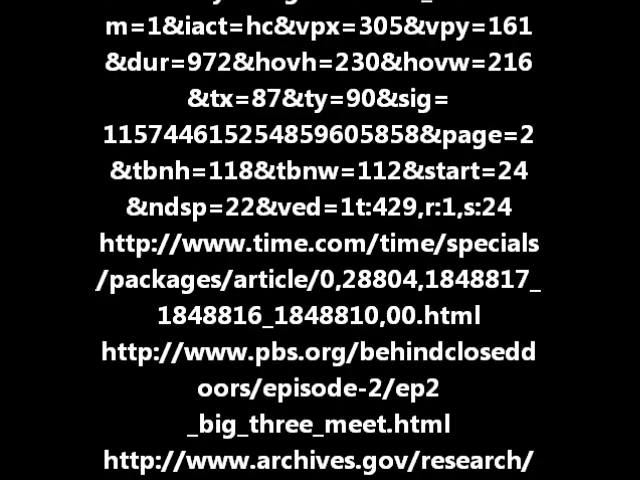 m=1&iact=hc&vpx=305&vpy=161
&dur=972&hovh=230&hovw=216
&tx=87&ty=90&sig=
115744615254859605858&page=2
&tbnh=118&tbnw=112&start=24
&ndsp=22&ved=1t:429,r:1,s:24
http://www.time.com/time/specials
/packages/article/0,28804,1848817_
1848816_1848810,00.html
http://www.pbs.org/behindclosedd
oors/episode-2/ep2
_big_three_meet.html
http://www.archives.gov/research/